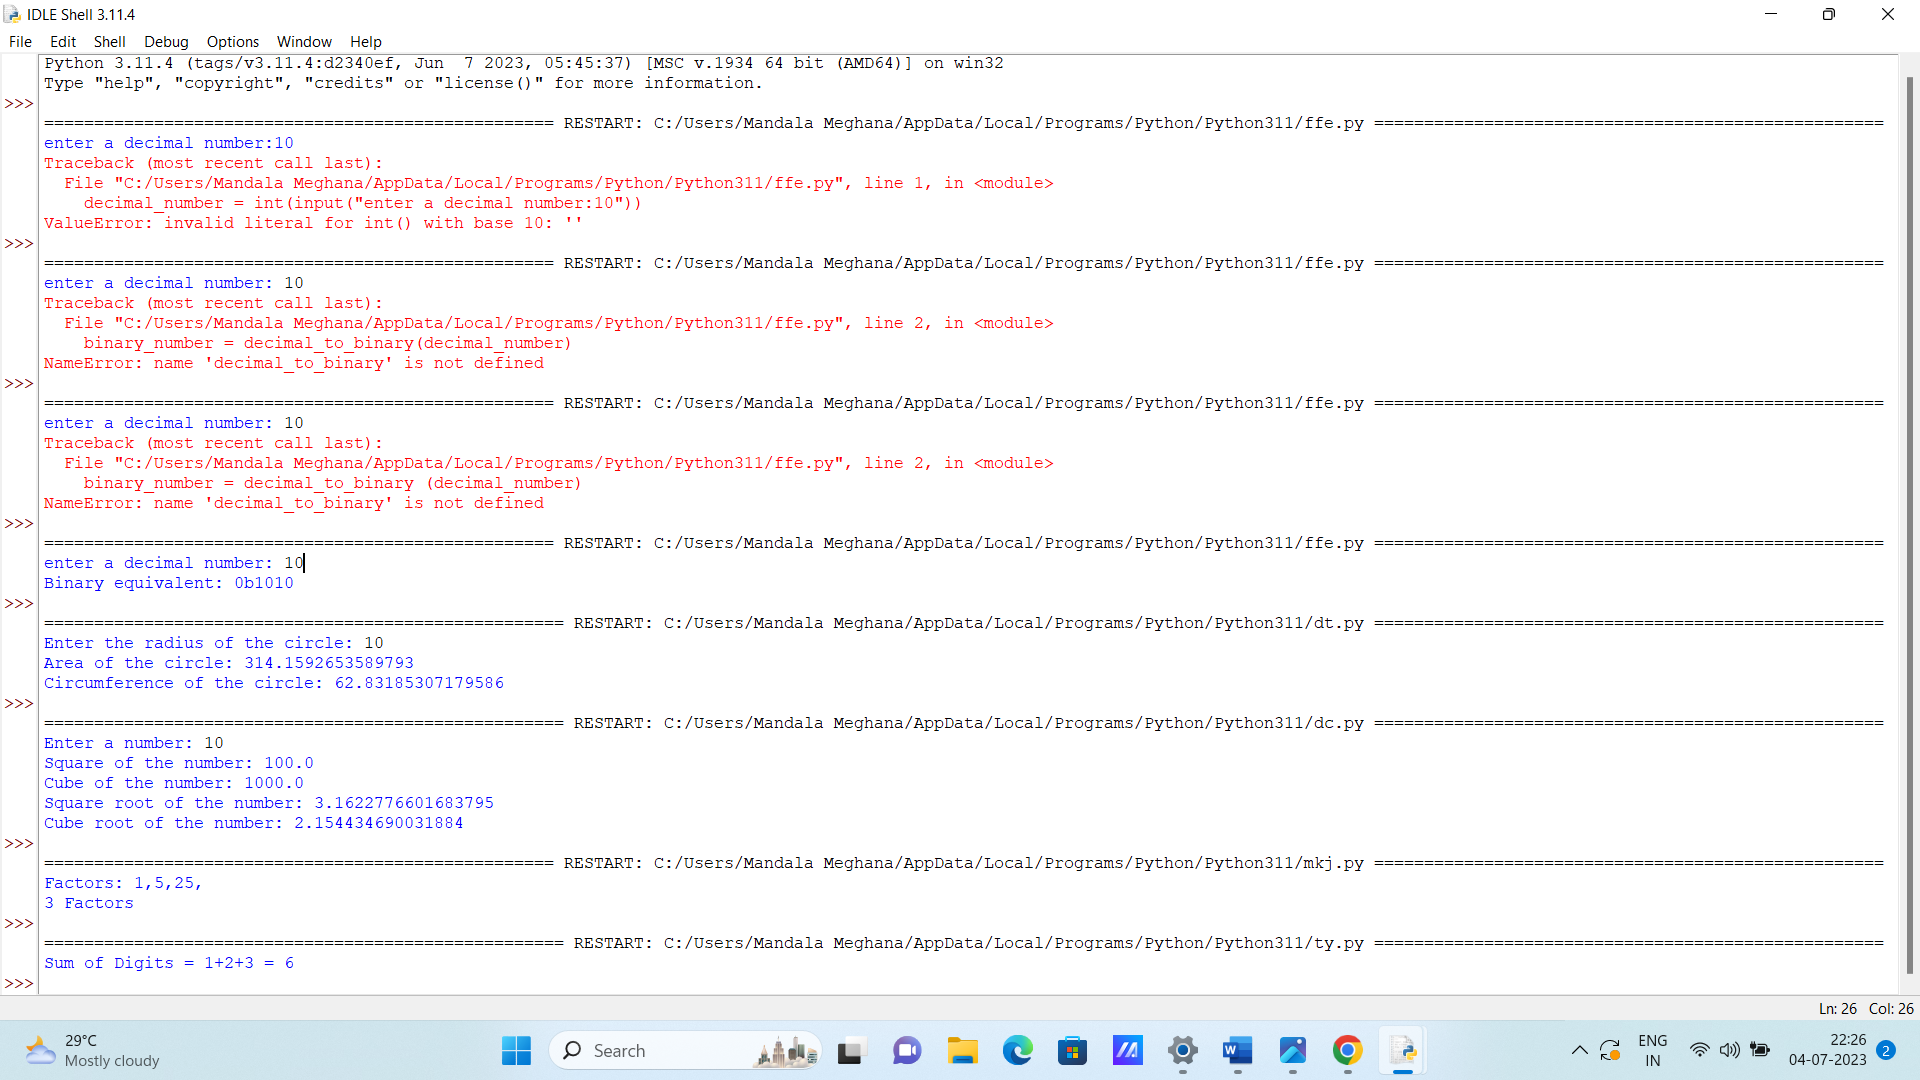 IDLE Shell 3.11.4
File Edit Shell Debug Options Window Help
Python 3.11.4 (tags/v3.11.4:d2340ef, Jun  7 2023, 05:45:37) [MSC v.1934 64 bit (AMD64)] on win32
Type "help", "copyright", "credits" or "license()" for more information.
>>>
=================================================== RESTART: C:/Users/Mandala Meghana/AppData/Local/Programs/Python/Python311/ffe.py ===================================================
enter a decimal number:10
Traceback (most recent call last):
  File "C:/Users/Mandala Meghana/AppData/Local/Programs/Python/Python311/ffe.py", line 1, in <module>
    decimal_number = int(input("enter a decimal number:10"))
ValueError: invalid literal for int() with base 10: ''
>>>
=================================================== RESTART: C:/Users/Mandala Meghana/AppData/Local/Programs/Python/Python311/ffe.py ===================================================
enter a decimal number: 10
Traceback (most recent call last):
  File "C:/Users/Mandala Meghana/AppData/Local/Programs/Python/Python311/ffe.py", line 2, in <module>
    binary_number = decimal_to_binary(decimal_number)
NameError: name 'decimal_to_binary' is not defined
>>>
=================================================== RESTART: C:/Users/Mandala Meghana/AppData/Local/Programs/Python/Python311/ffe.py ===================================================
enter a decimal number: 10
Traceback (most recent call last):
  File "C:/Users/Mandala Meghana/AppData/Local/Programs/Python/Python311/ffe.py", line 2, in <module>
    binary_number = decimal_to_binary (decimal_number)
NameError: name 'decimal_to_binary' is not defined
>>>
=================================================== RESTART: C:/Users/Mandala Meghana/AppData/Local/Programs/Python/Python311/ffe.py ===================================================
enter a decimal number: 10
Binary equivalent: 0b1010
>>>
==================================================== RESTART: C:/Users/Mandala Meghana/AppData/Local/Programs/Python/Python311/dt.py ===================================================
Enter the radius of the circle: 10
Area of the circle: 314.1592653589793
Circumference of the circle: 62.83185307179586
>>>
==================================================== RESTART: C:/Users/Mandala Meghana/AppData/Local/Programs/Python/Python311/dc.py ===================================================
Enter a number: 10
Square of the number: 100.0
Cube of the number: 1000.0
Square root of the number: 3.1622776601683795
Cube root of the number: 2.154434690031884
>>>
=================================================== RESTART: C:/Users/Mandala Meghana/AppData/Local/Programs/Python/Python311/mkj.py ===================================================
Factors: 1,5,25,
3 Factors
>>>
==================================================== RESTART: C:/Users/Mandala Meghana/AppData/Local/Programs/Python/Python311/ty.py ===================================================
Sum of Digits = 1+2+3 = 6
>>>
Ln: 26 Col: 26
29°C
Mostly cloudy
Search
ENG
IN
22:26
04-07-2023
2